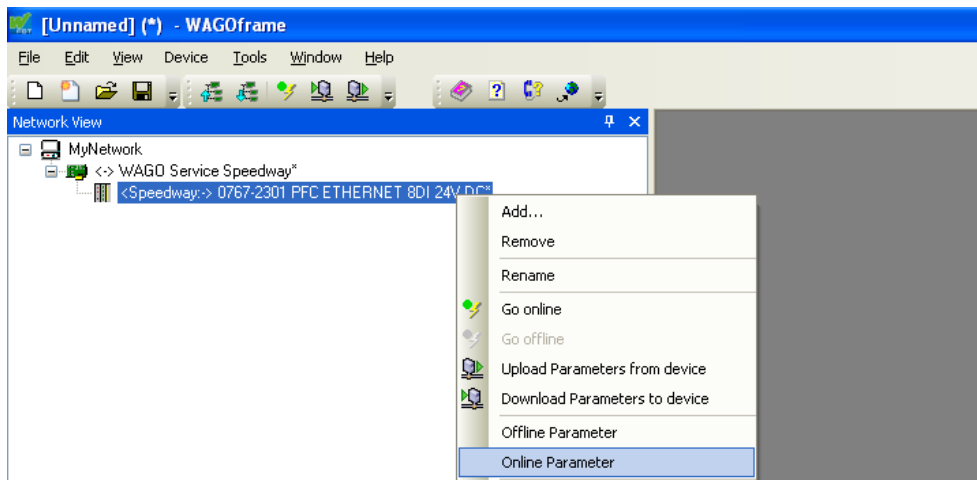 [Unnamed] (*) - WAGOframe
File Edit View Device Tools Window Help
Network View
MyNetwork
<-> WAGO Service Speedway*
<Speedway:-> 0767-2301 PFC ETHERNET 8DI 24V DC*
Add...
Remove
Rename
Go online
Go offline
Upload Parameters from device
Download Parameters to device
Offline Parameter
Online Parameter